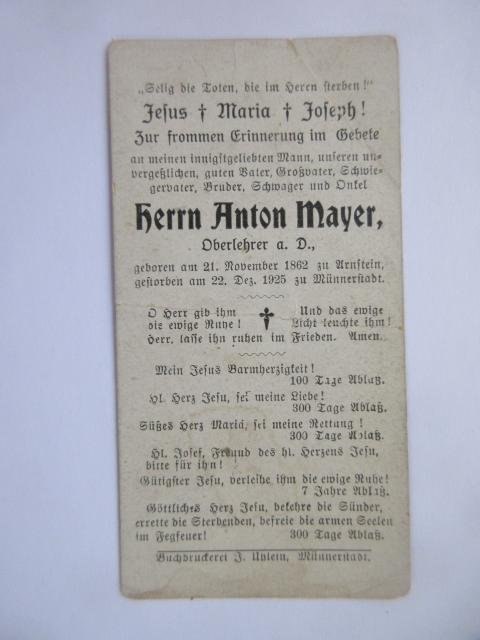 „Selig die Toten, die im Herrn sterben!"
Jesus † Maria † Joseph!
Zur frommen Erinnerung im Gebete
an meinen innigstgeliebten Mann, unseren un-
vergeßlichen, guten Vater, Großvater, Schwie-
gervater, Bruder, Schwager und Onkel
Herrn Anton Mayer,
Oberlehrer a. D.,
geboren am 21. November 1862 zu Arnstein,
gestorben am 22. Dez. 1925 zu Münnerstadt.
O Herr gib ihm † Und das ewige
die ewige Ruhe! Licht leuchte ihm!
Herr, lasse ihn ruhen im Frieden. Amen.
Mein Jesus Barmherzigkeit!
100 Tage Ablaß.
Hl. Herz Jesu, sei meine Liebe!
300 Tage Ablaß.
Süßes Herz Mariä, sei meine Rettung!
300 Tage Ablaß.
Hl. Josef, Freund des hl. Herzens Jesu,
bitte für ihn!
Gütigster Jesu, verleihe ihm die ewige Ruhe!
7 Jahre Ablaß.
Göttliches Herz Jesu, bekehre die Sünder,
errette die Sterbenden, befreie die armen Seelen
im Fegfeuer! 300 Tage Ablaß.
Buchdruckerei J. Uhlein, Münnerstadt.